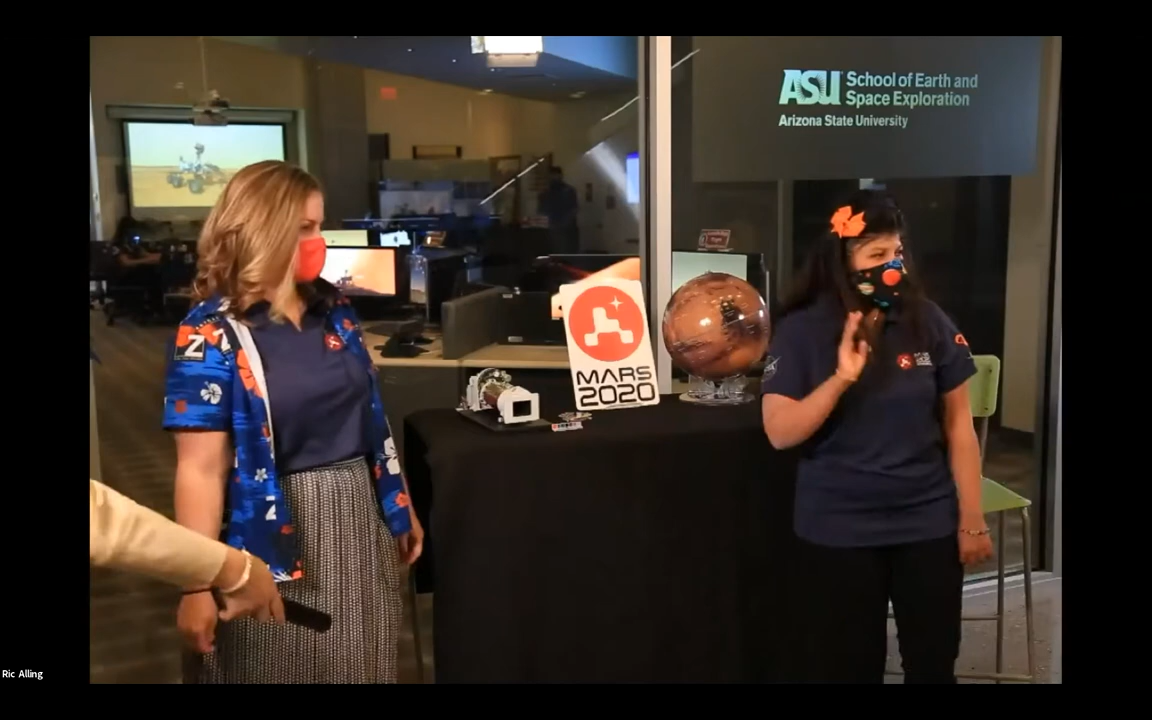 ASU School of Earth and
Space Exploration
Arizona State University
Z
MARS
2020
Ric Alling